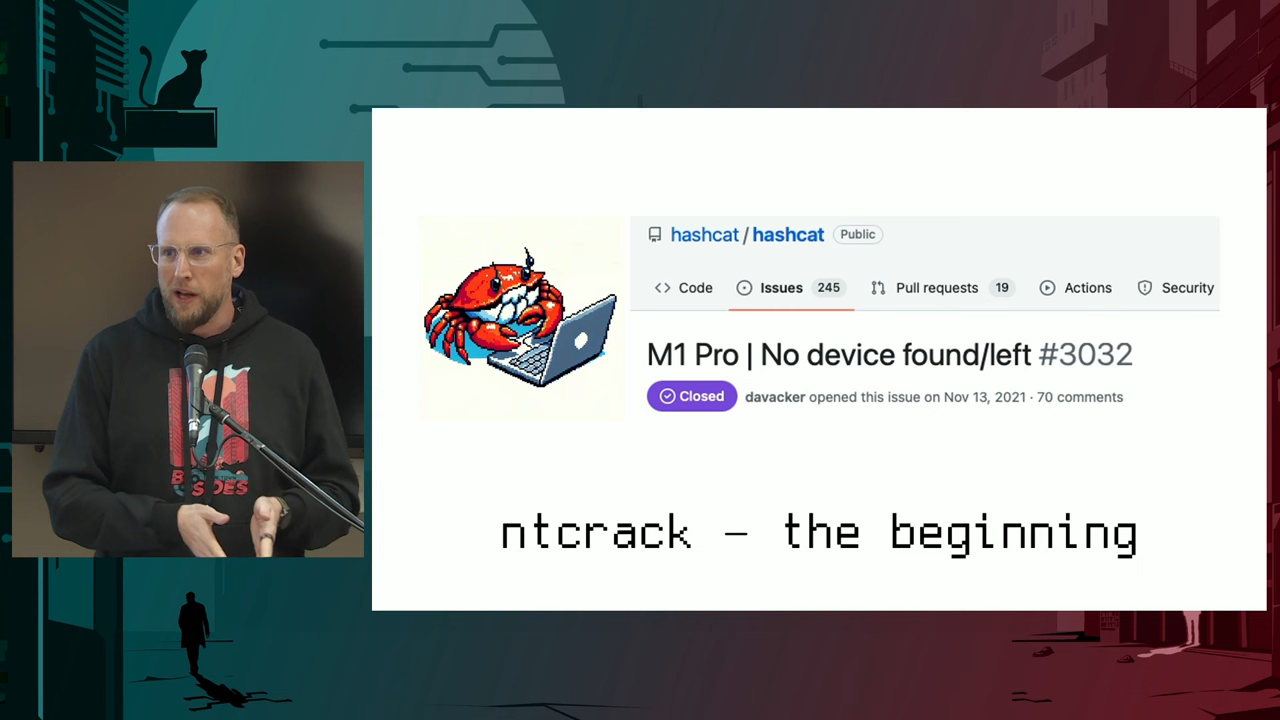 hashcat / hashcat Public
Code Issues 245 Pull requests 19 Actions Security
M1 Pro | No device found/left #3032
Closed davacker opened this issue on Nov 13, 2021 · 70 comments
ntcrack - the beginning